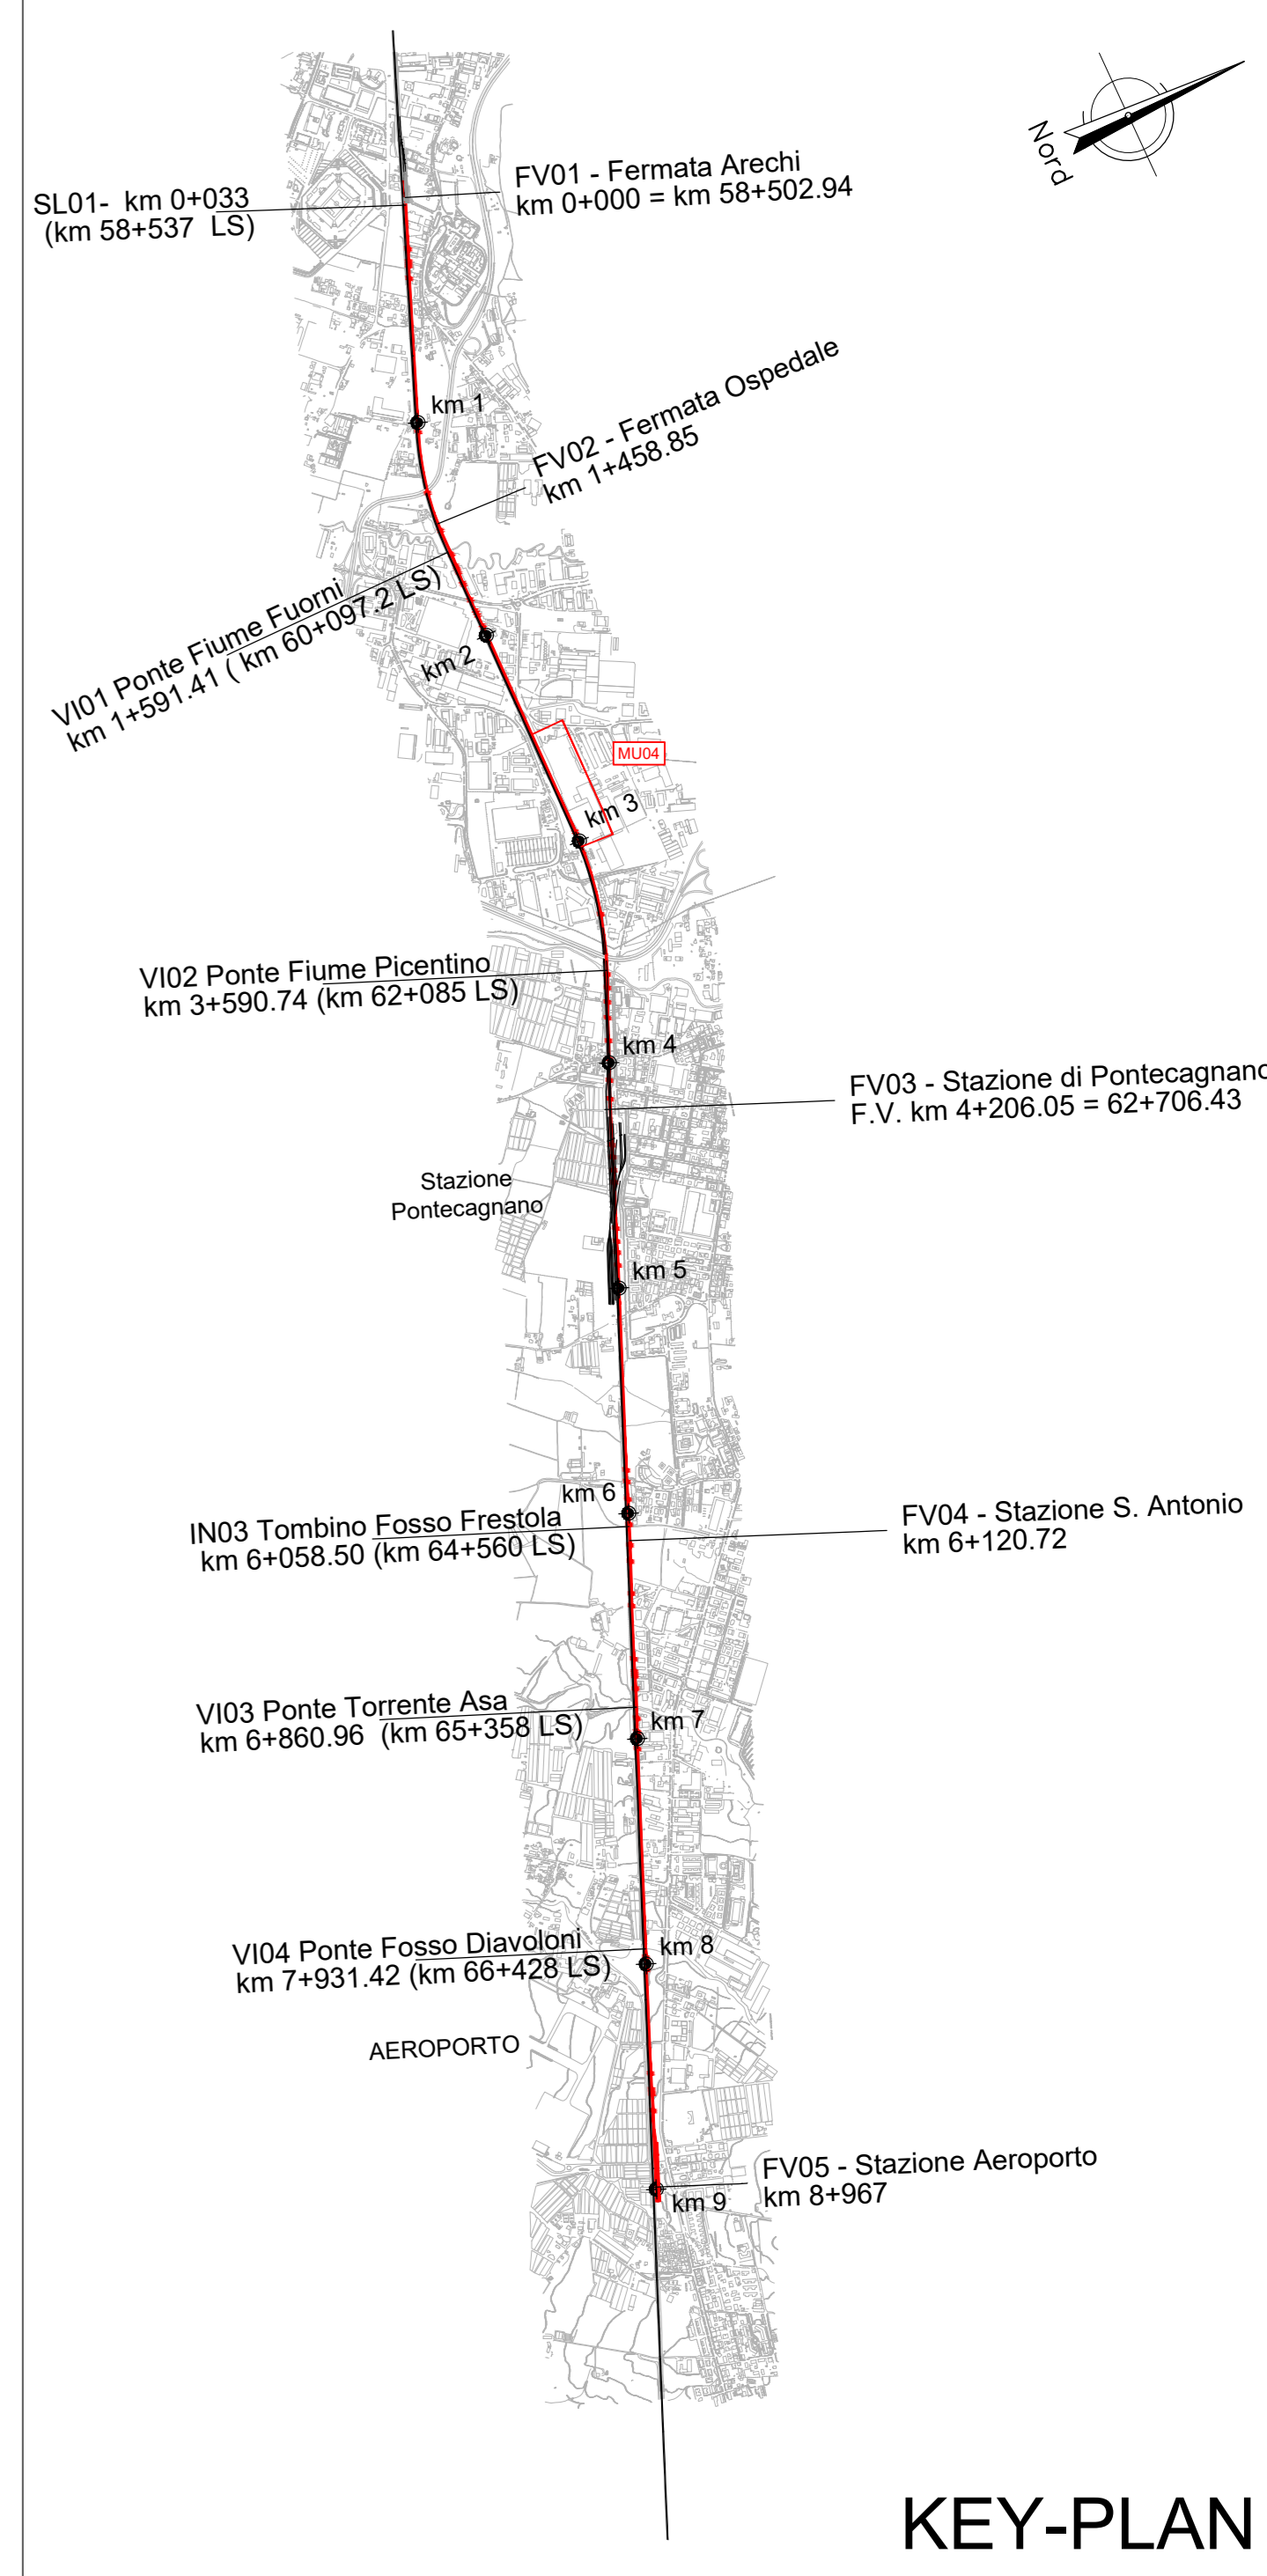 Nord
FV01 - Fermata Arechi
km 0+000 = km 58+502.94
SL01- km 0+033
(km 58+537 LS)
km 1
FV02 - Fermata Ospedale
km 1+458.85
VI01 Ponte Fiume Fuorni
km 1+591.41 ( km 60+097.2 LS)
km 2
MU04
km 3
VI02 Ponte Fiume Picentino
km 3+590.74 (km 62+085 LS)
km 4
FV03 - Stazione di Pontecagnano
F.V. km 4+206.05 = 62+706.43
Stazione
Pontecagnano
km 5
km 6
IN03 Tombino Fosso Frestola
km 6+058.50 (km 64+560 LS)
FV04 - Stazione S. Antonio
km 6+120.72
VI03 Ponte Torrente Asa
km 6+860.96 (km 65+358 LS)
km 7
VI04 Ponte Fosso Diavoloni
km 7+931.42 (km 66+428 LS)
km 8
AEROPORTO
FV05 - Stazione Aeroporto
km 8+967
km 9
KEY-PLAN